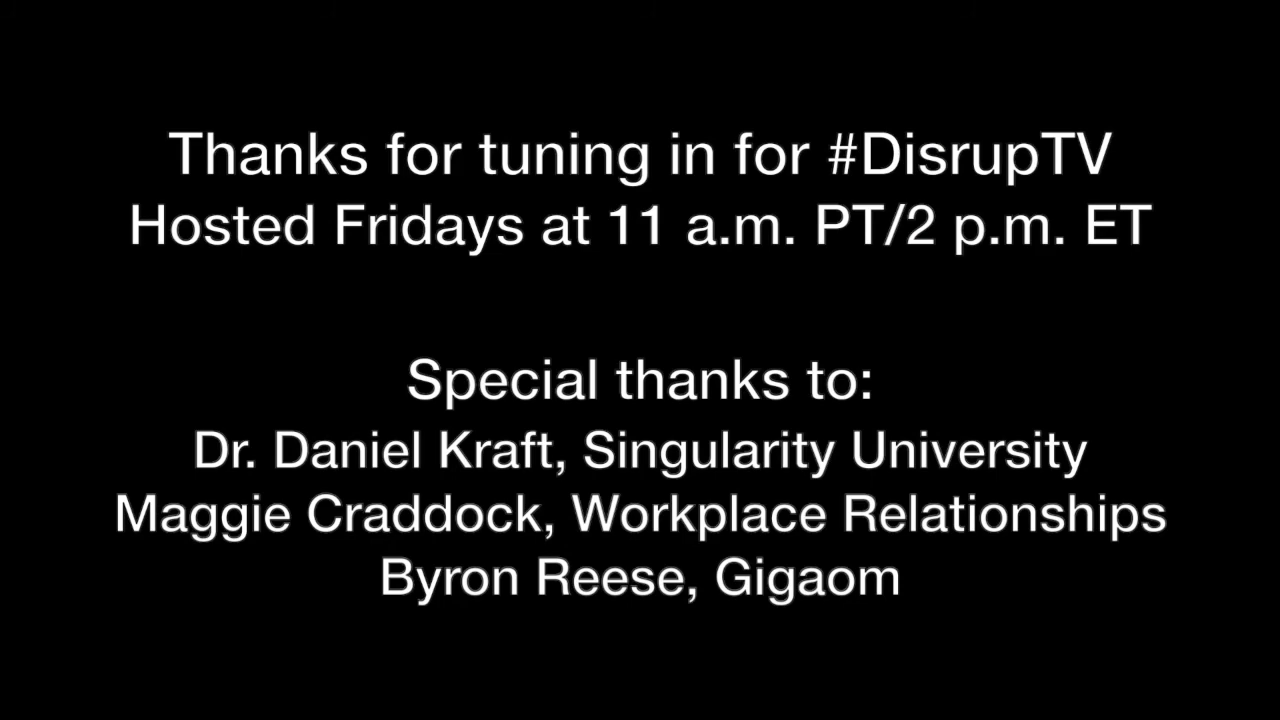 Thanks for tuning in for #DisrupTV
Hosted Fridays at 11 a.m. PT/2 p.m. ET
Special thanks to:
Dr. Daniel Kraft, Singularity University
Maggie Craddock, Workplace Relationships
Byron Reese, Gigaom